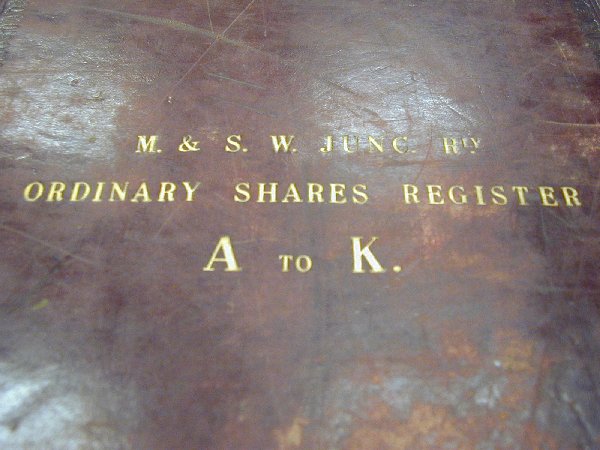 M. & S. W. JUNC. Rly
ORDINARY SHARES REGISTER
A TO K.